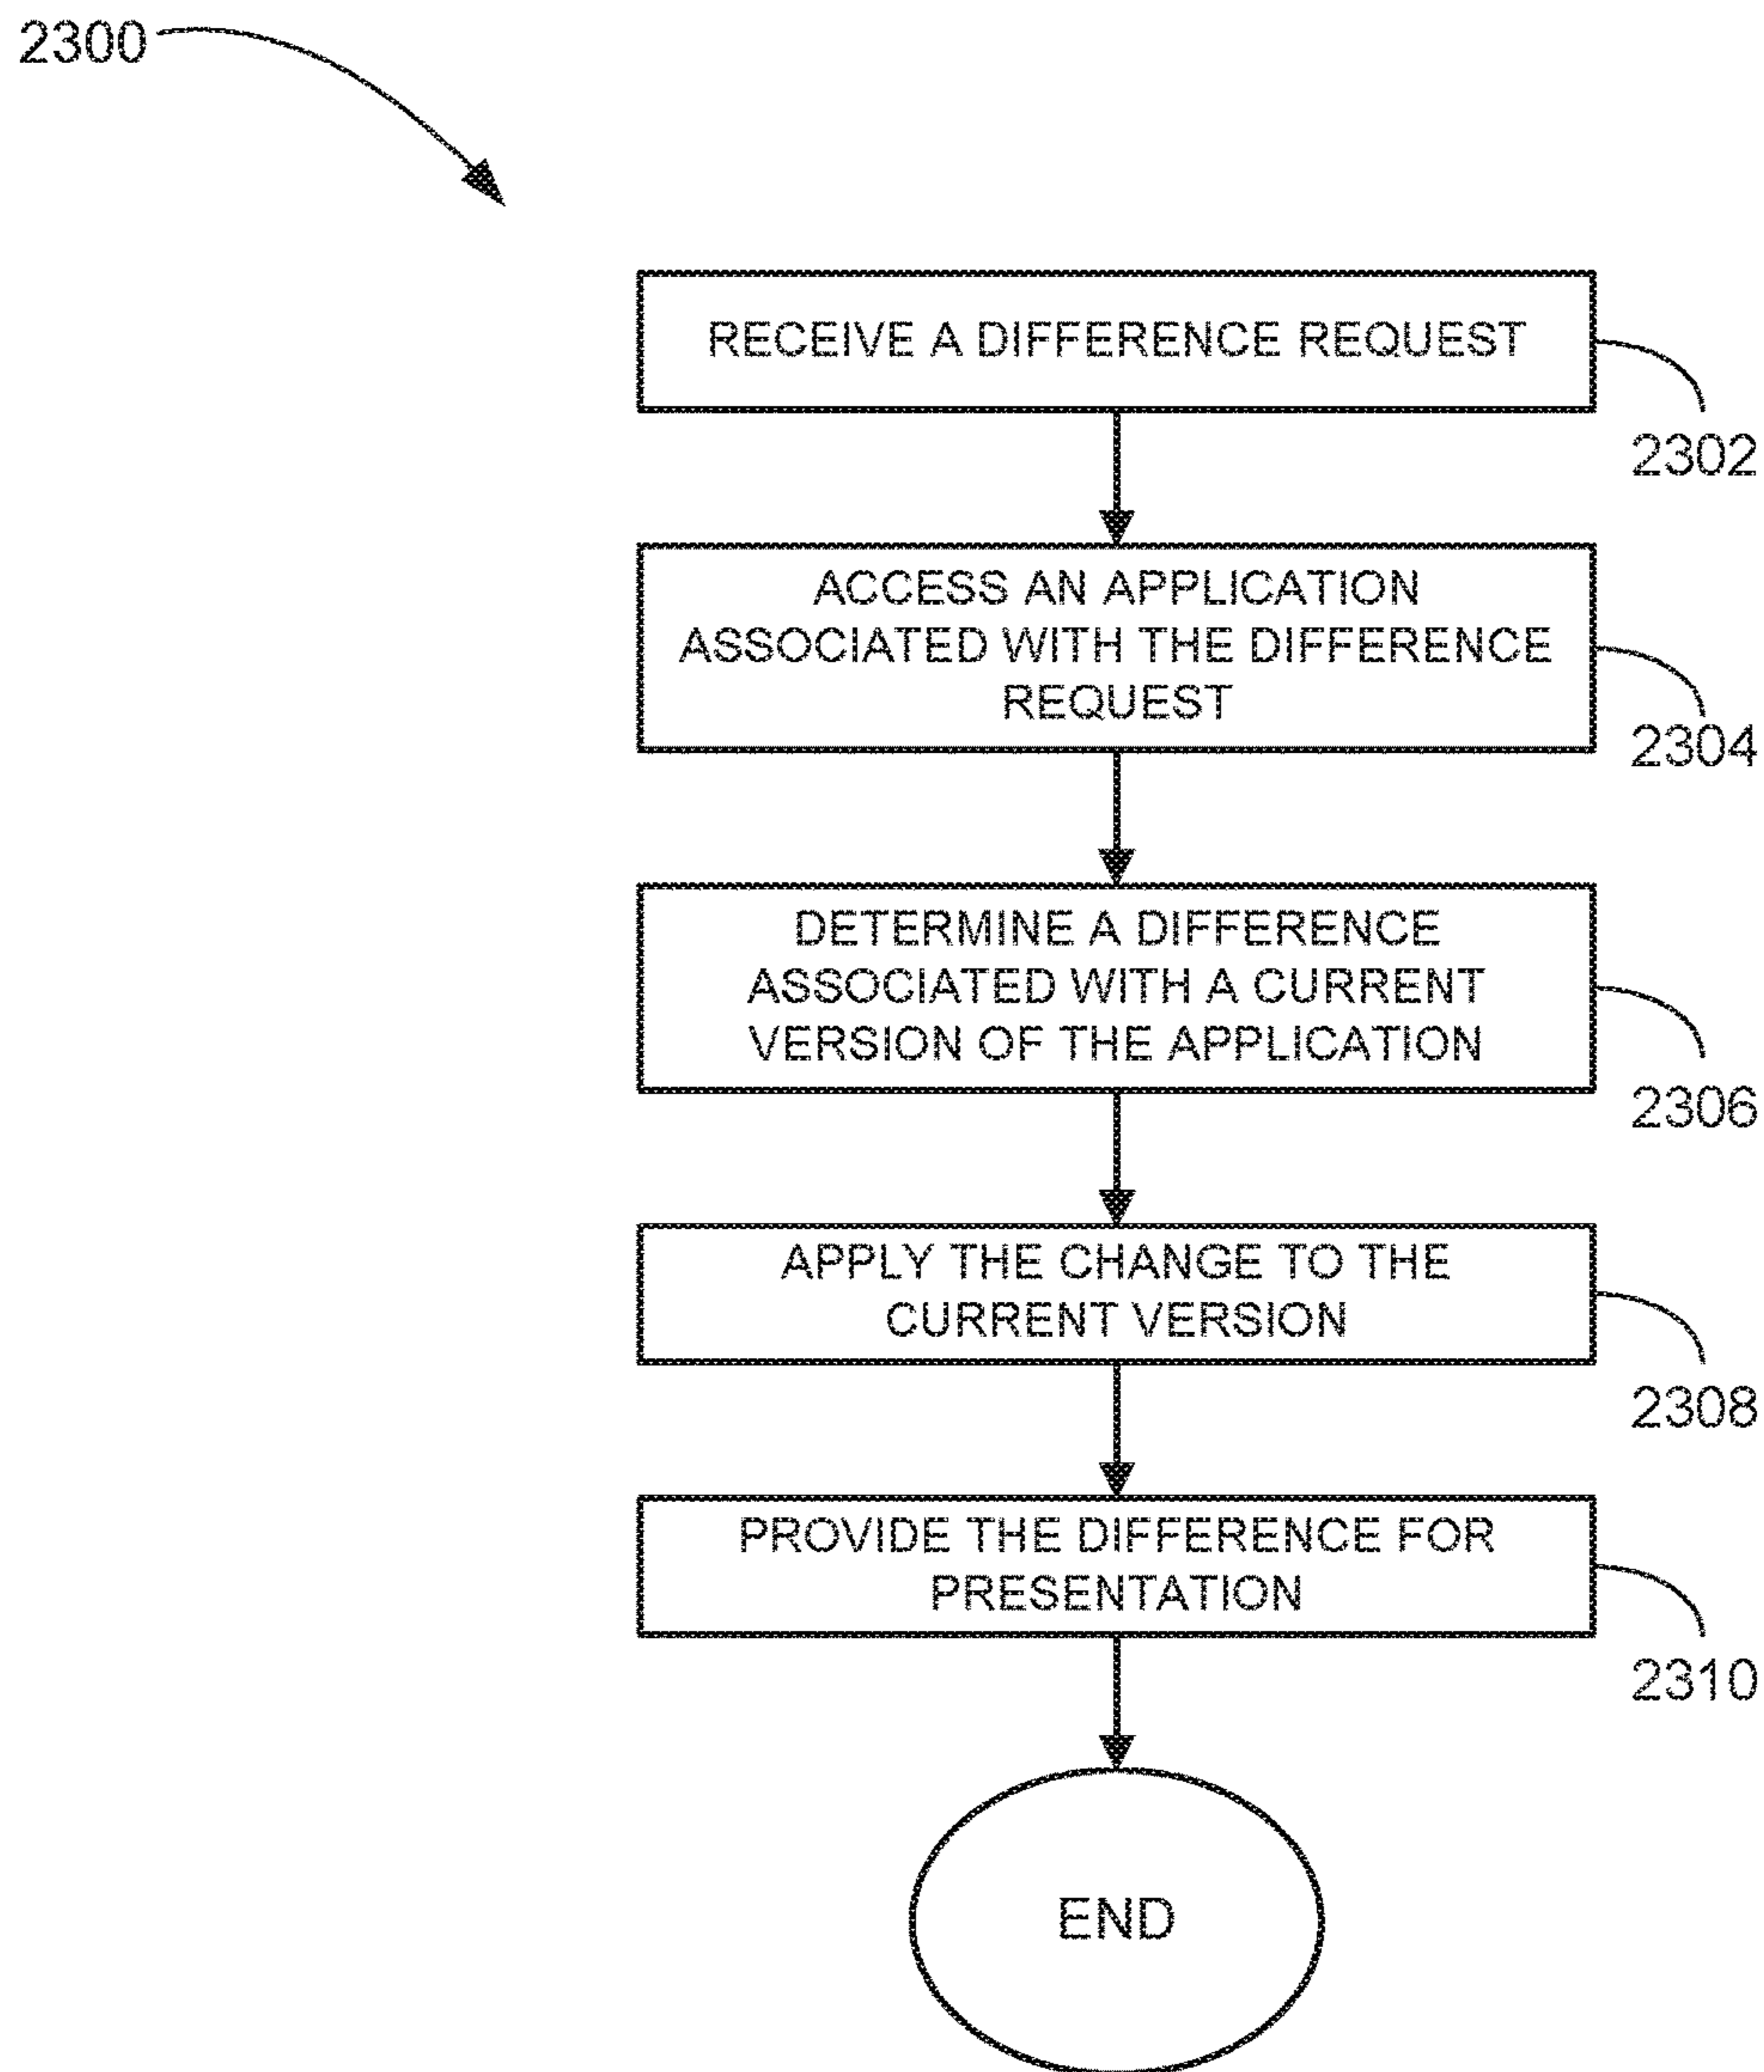 2300
RECEIVE A DIFFERENCE REQUEST
2302
ACCESS AN APPLICATION
ASSOCIATED WITH THE DIFFERENCE
REQUEST
2304
DETERMINE A DIFFERENCE
ASSOCIATED WITH A CURRENT
VERSION OF THE APPLICATION
2306
APPLY THE CHANGE TO THE
CURRENT VERSION
2308
PROVIDE THE DIFFERENCE FOR
PRESENTATION
2310
END